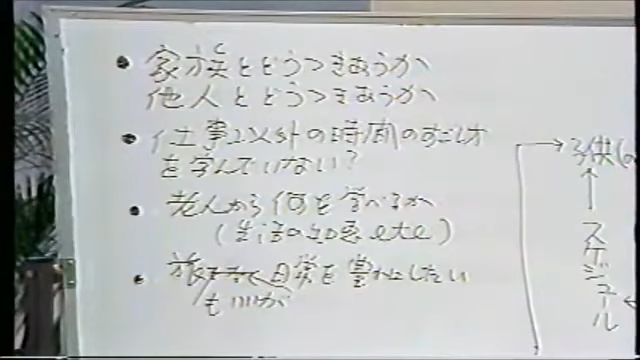 • 家族とどうつきあうか
他人とどうつきあうか
• 仕事以外の時間のすごし方
を学んでいない?
• 老人から何を学べるか
(生活の知恵 etc)
• 日常を豊かにしたい
もいいが
→ 子供(
↑
スケジュール